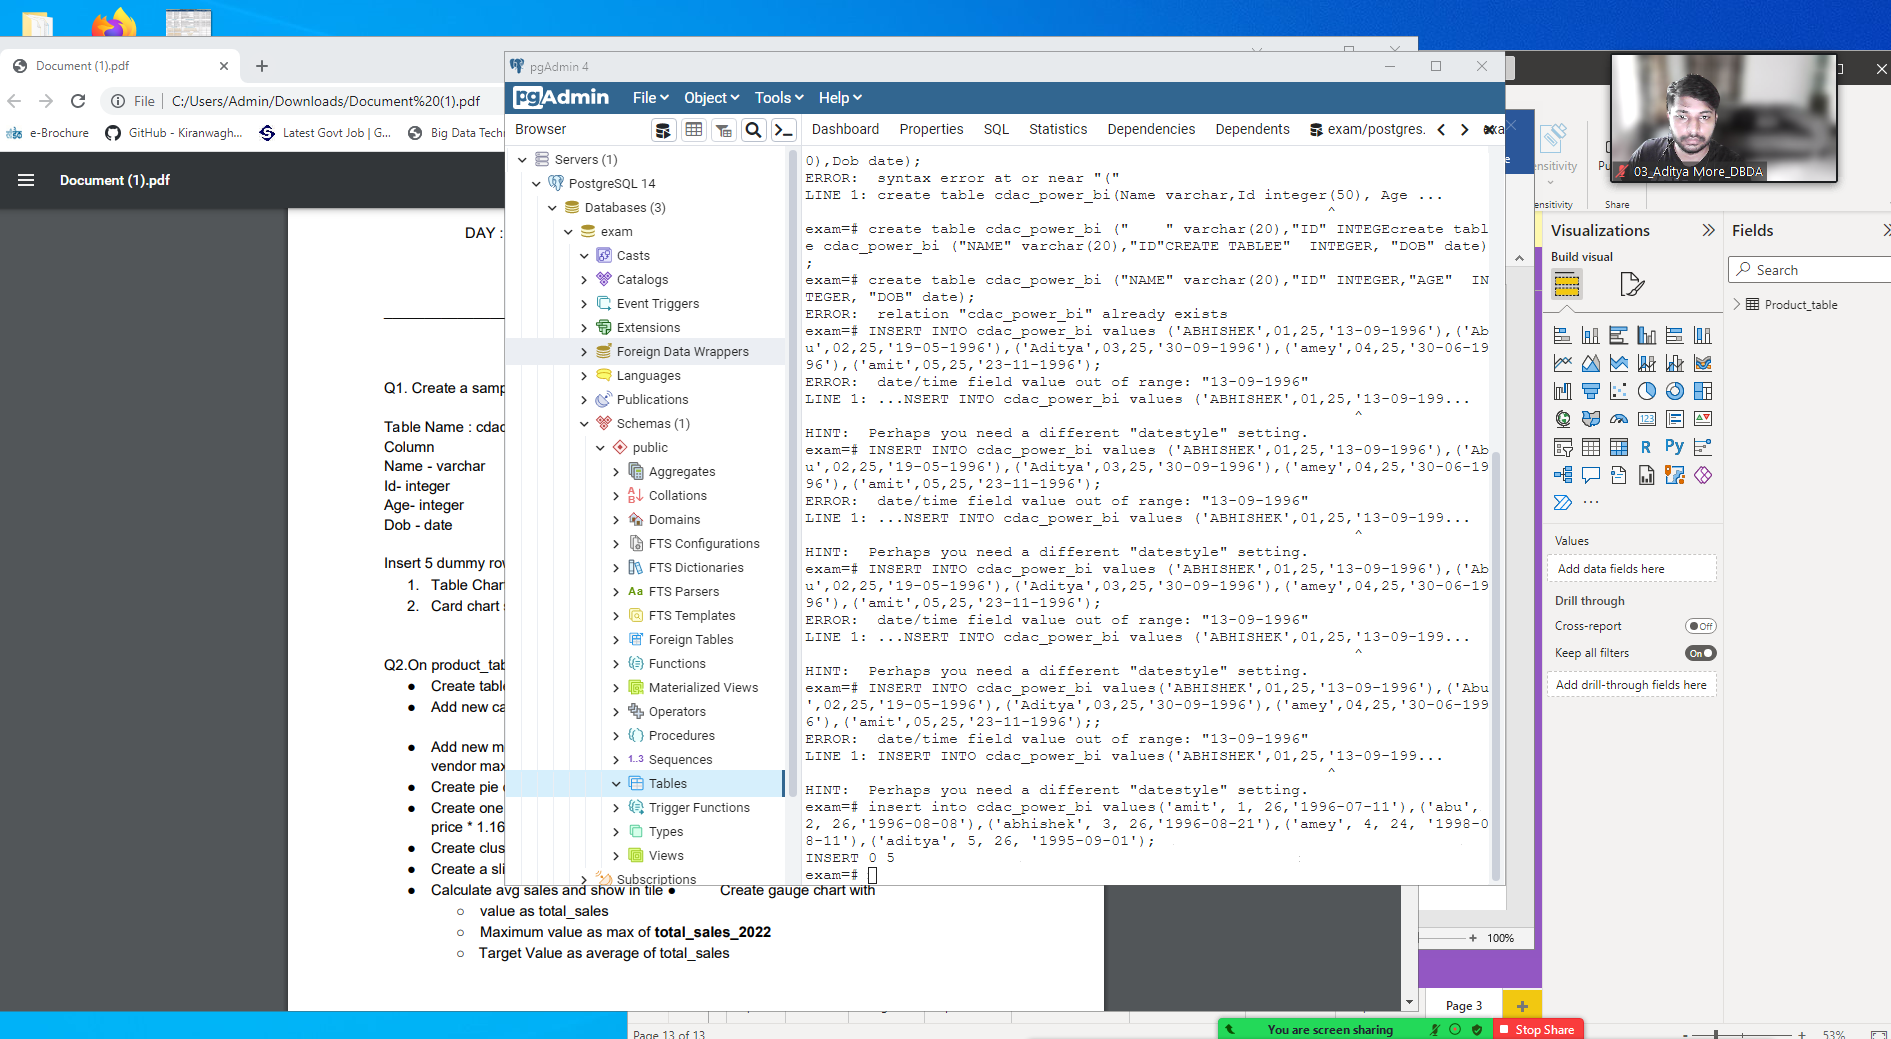 Document (1).pdf
File
C:/Users/Admin/Downloads/Document%20(1).pdf
e-Brochure
GitHub - Kiranwagh...
Latest Govt Job | G...
Big Data Techn
Document (1).pdf
DAY :
Q1. Create a samp
Table Name : cdac
Column
Name - varchar
Id- integer
Age- integer
Dob - date
Insert 5 dummy ro
1. Table Char
2. Card chart
Q2.On product_tab
● Create table
● Add new ca
● Add new m
vendor max
● Create pie
● Create one
price * 1.16
● Create clus
● Create a sli
● Calculate avg sales and show in tile ● Create gauge chart with
○ value as total_sales
○ Maximum value as max of total_sales_2022
○ Target Value as average of total_sales
pgAdmin 4
pgAdmin
File
Object
Tools
Help
Browser
Dashboard
Properties
SQL
Statistics
Dependencies
Dependents
exam/postgres.
exa
Servers (1)
PostgreSQL 14
Databases (3)
exam
Casts
Catalogs
Event Triggers
Extensions
Foreign Data Wrappers
Languages
Publications
Schemas (1)
public
Aggregates
Collations
Domains
FTS Configurations
FTS Dictionaries
Aa FTS Parsers
FTS Templates
Foreign Tables
Functions
Materialized Views
Operators
Procedures
1..3 Sequences
Tables
Trigger Functions
Types
Views
Subscriptions
0),Dob date);
ERROR:  syntax error at or near "("
LINE 1: create table cdac_power_bi(Name varchar,Id integer(50), Age ...
^
exam=# create table cdac_power_bi ("    " varchar(20),"ID" INTEGEcreate tabl
e cdac_power_bi ("NAME" varchar(20),"ID"CREATE TABLEE"  INTEGER, "DOB" date)
;
exam=# create table cdac_power_bi ("NAME" varchar(20),"ID" INTEGER,"AGE"  IN
TEGER, "DOB" date);
ERROR:  relation "cdac_power_bi" already exists
exam=# INSERT INTO cdac_power_bi values ('ABHISHEK',01,25,'13-09-1996'),('Ab
u',02,25,'19-05-1996'),('Aditya',03,25,'30-09-1996'),('amey',04,25,'30-06-19
96'),('amit',05,25,'23-11-1996');
ERROR:  date/time field value out of range: "13-09-1996"
LINE 1: ...NSERT INTO cdac_power_bi values ('ABHISHEK',01,25,'13-09-199...
^
HINT:  Perhaps you need a different "datestyle" setting.
exam=# INSERT INTO cdac_power_bi values ('ABHISHEK',01,25,'13-09-1996'),('Ab
u',02,25,'19-05-1996'),('Aditya',03,25,'30-09-1996'),('amey',04,25,'30-06-19
96'),('amit',05,25,'23-11-1996');
ERROR:  date/time field value out of range: "13-09-1996"
LINE 1: ...NSERT INTO cdac_power_bi values ('ABHISHEK',01,25,'13-09-199...
^
HINT:  Perhaps you need a different "datestyle" setting.
exam=# INSERT INTO cdac_power_bi values ('ABHISHEK',01,25,'13-09-1996'),('Ab
u',02,25,'19-05-1996'),('Aditya',03,25,'30-09-1996'),('amey',04,25,'30-06-19
96'),('amit',05,25,'23-11-1996');
ERROR:  date/time field value out of range: "13-09-1996"
LINE 1: ...NSERT INTO cdac_power_bi values ('ABHISHEK',01,25,'13-09-199...
^
HINT:  Perhaps you need a different "datestyle" setting.
exam=# INSERT INTO cdac_power_bi values('ABHISHEK',01,25,'13-09-1996'),('Abu
',02,25,'19-05-1996'),('Aditya',03,25,'30-09-1996'),('amey',04,25,'30-06-199
6'),('amit',05,25,'23-11-1996');;
ERROR:  date/time field value out of range: "13-09-1996"
LINE 1: INSERT INTO cdac_power_bi values('ABHISHEK',01,25,'13-09-199...
^
HINT:  Perhaps you need a different "datestyle" setting.
exam=# insert into cdac_power_bi values('amit', 1, 26,'1996-07-11'),('abu',
2, 26,'1996-08-08'),('abhishek', 3, 26,'1996-08-21'),('amey', 4, 24, '1998-0
8-11'),('aditya', 5, 26, '1995-09-01');
INSERT 0 5
exam=#
03_Aditya More_DBDA
ensitivity
Pu
ensitivity
Share
Visualizations
Build visual
123
R
Py
Values
Add data fields here
Drill through
Cross-report
Off
Keep all filters
On
Add drill-through fields here
Fields
Search
Product_table
100%
Page 3
Page 13 of 13
You are screen sharing
Stop Share
53%